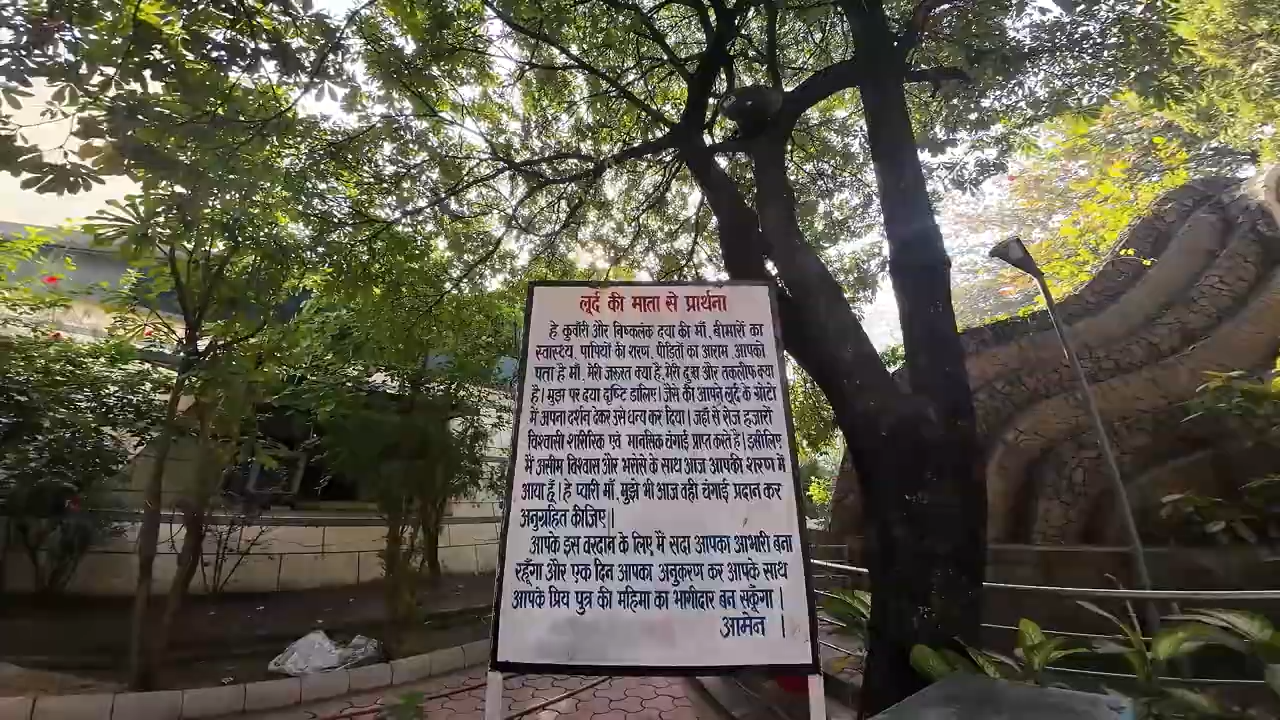 लूर्द की माता से प्रार्थना
हे कुवाँरी और निष्कलंक दया की माँ, बीमारों का
स्वास्थ्य, पापियों की शरण, पीड़ितों का आराम, आपको
पता है माँ, मेरी जरुरत क्या है, मेरी दुःख और तकलीफ क्या
है। मुझ पर दया दृष्टि डालिए। जैसे की आपने लूर्द के ग्रोटो
में अपना दर्शन देकर उसे धन्य कर दिया। जहाँ से रोज हजारों
विश्वासी शारीरिक एवं मानसिक चंगाई प्राप्त करते है। इसीलिए
मैं असीम विश्वास और भरोसे के साथ आज आपकी शरण में
आया हूँ। हे प्यारी माँ, मुझे भी आज वही चंगाई प्रदान कर
अनुग्रहित कीजिए।।
आपके इस वरदान के लिए मैं सदा आपका आभारी बना
रहूँगा और एक दिन आपका अनुकरण कर आपके साथ
आपके प्रिय पुत्र की महिमा का भागीदार बन सकूँगा।
आमेन।